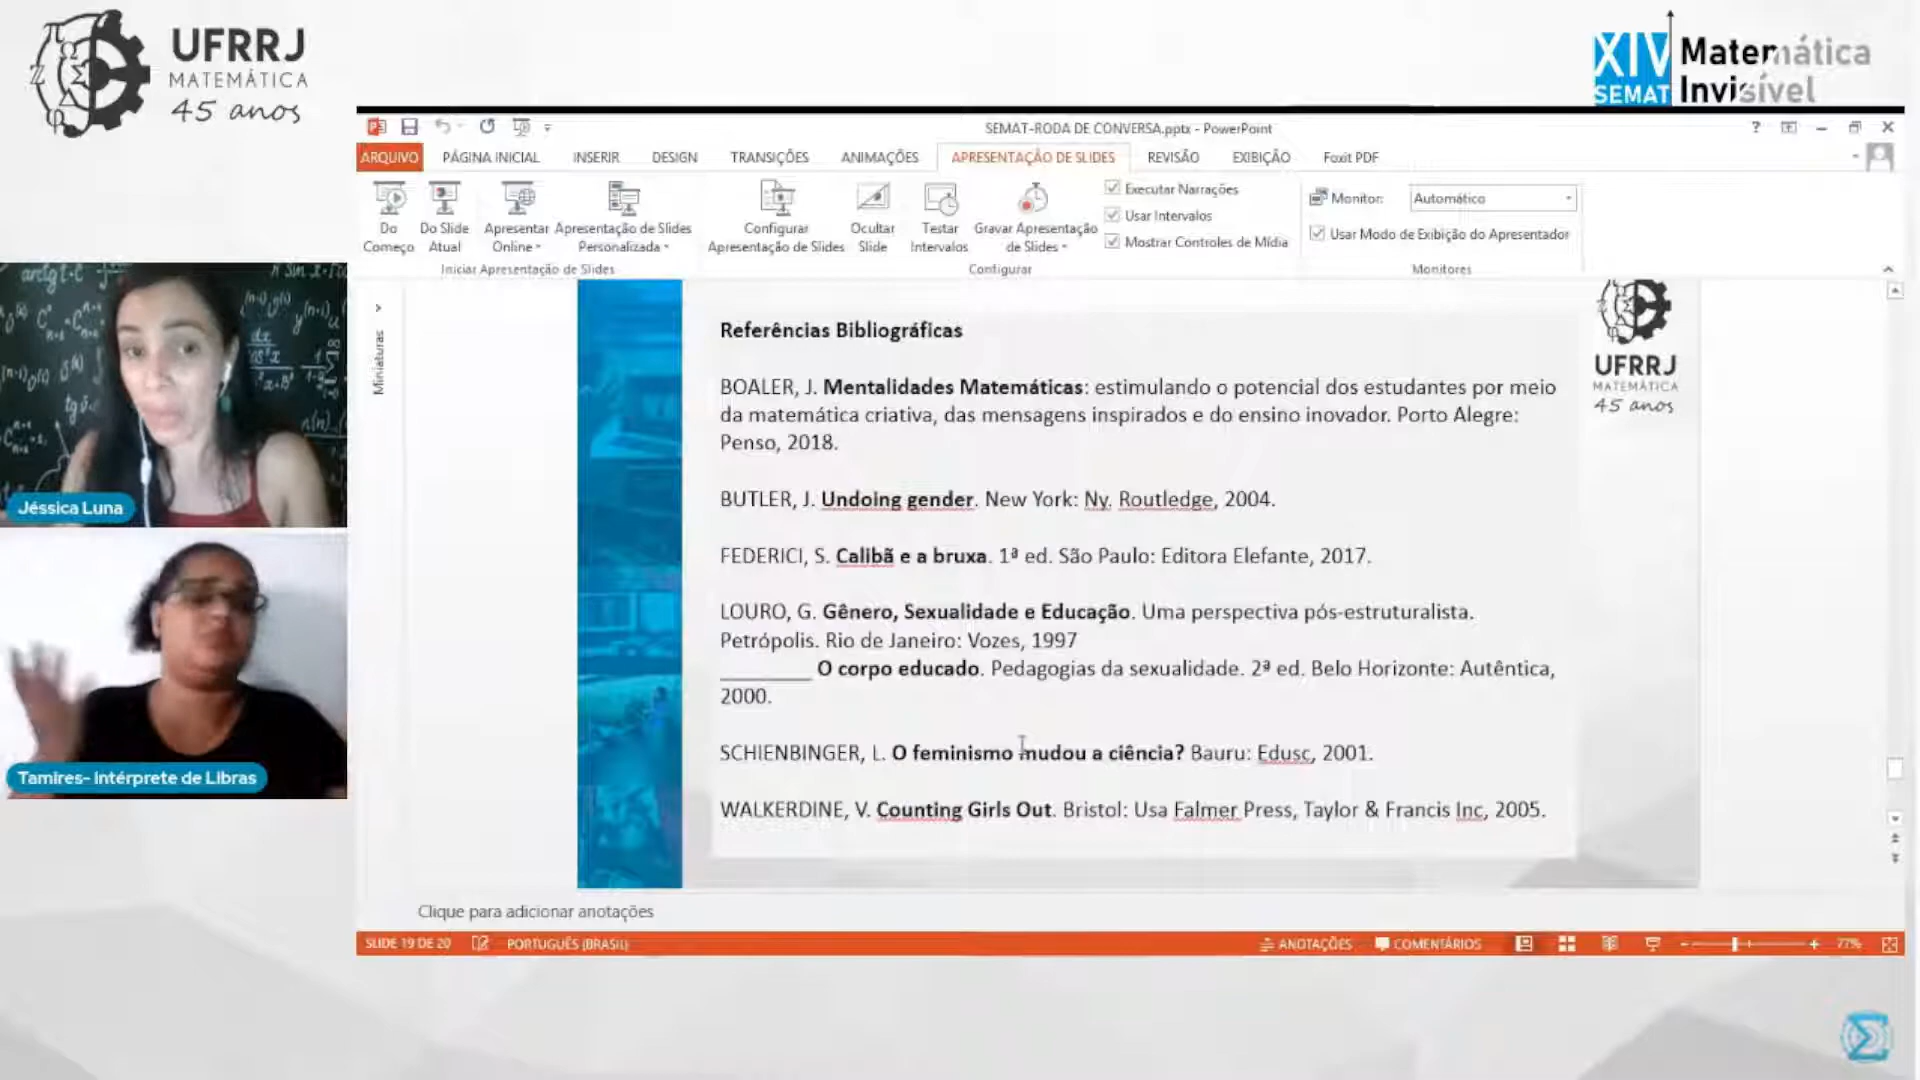 UFRRJ
MATEMÁTICA
45 anos
XIV
SEMAT
Matemática
Invisível
SEMAT-RODA DE CONVERSA.pptx - PowerPoint
ARQUIVO PÁGINA INICIAL INSERIR DESIGN TRANSIÇÕES ANIMAÇÕES APRESENTAÇÃO DE SLIDES REVISÃO EXIBIÇÃO Foxit PDF
Do Começo
Do Slide Atual
Apresentar Online
Apresentação de Slides Personalizada
Iniciar Apresentação de Slides
Configurar Apresentação de Slides
Ocultar Slide
Testar Intervalos
Gravar Apresentação de Slides
Executar Narrações
Usar Intervalos
Mostrar Controles de Mídia
Configurar
Monitor: Automático
Usar Modo de Exibição do Apresentador
Monitores
Miniaturas
Referências Bibliográficas
BOALER, J. Mentalidades Matemáticas: estimulando o potencial dos estudantes por meio
da matemática criativa, das mensagens inspirados e do ensino inovador. Porto Alegre:
Penso, 2018.
BUTLER, J. Undoing gender. New York: Ny. Routledge, 2004.
FEDERICI, S. Calibã e a bruxa. 1ª ed. São Paulo: Editora Elefante, 2017.
LOURO, G. Gênero, Sexualidade e Educação. Uma perspectiva pós-estruturalista.
Petrópolis. Rio de Janeiro: Vozes, 1997
________ O corpo educado. Pedagogias da sexualidade. 2ª ed. Belo Horizonte: Autêntica,
2000.
SCHIENBINGER, L. O feminismo mudou a ciência? Bauru: Edusc, 2001.
WALKERDINE, V. Counting Girls Out. Bristol: Usa Falmer Press, Taylor & Francis Inc, 2005.
UFRRJ
MATEMÁTICA
45 anos
Jéssica Luna
Tamires- Intérprete de Libras
Clique para adicionar anotações
SLIDE 19 DE 20 PORTUGUÊS (BRASIL) ANOTAÇÕES COMENTÁRIOS 77%